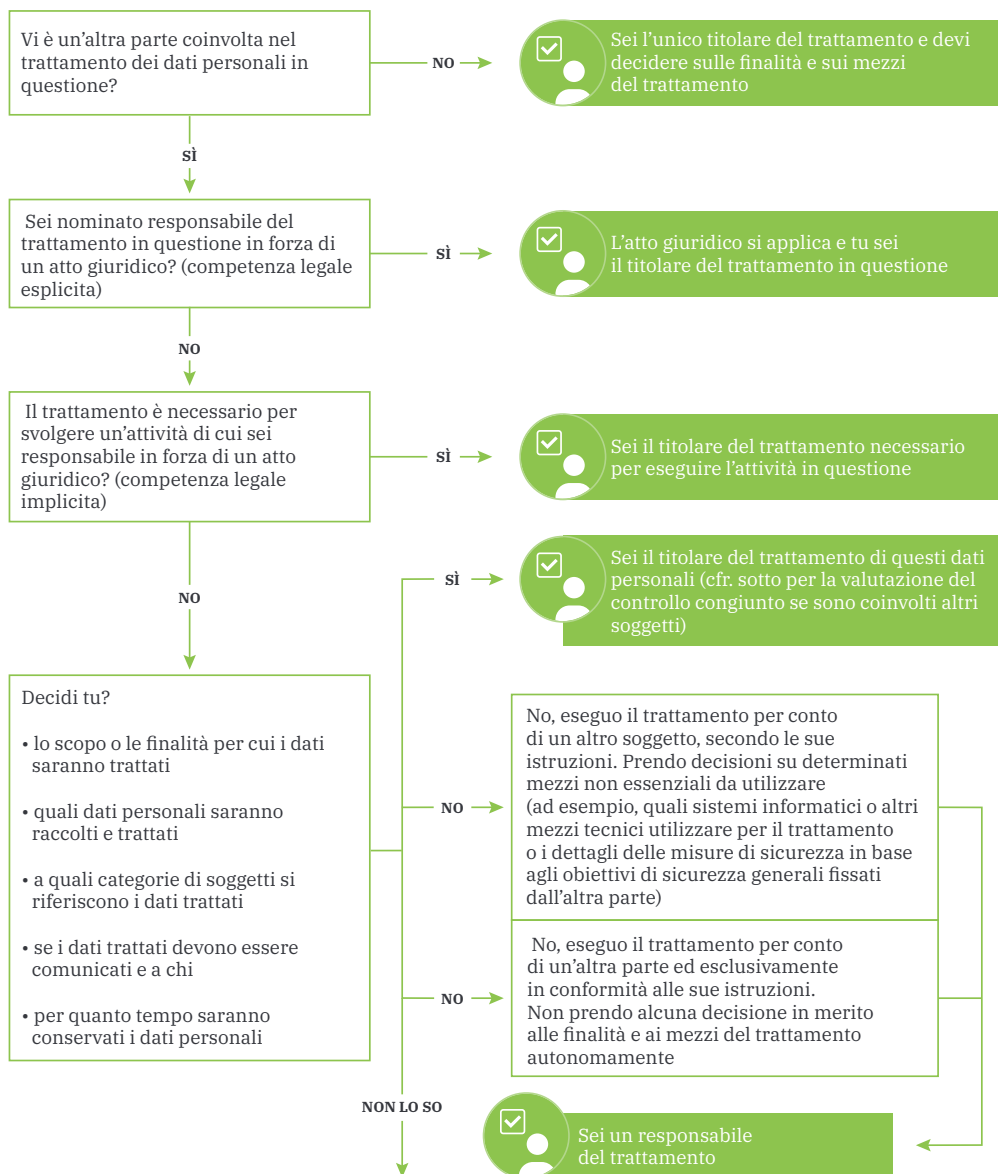 Vi è un’altra parte coinvolta nel
trattamento dei dati personali in
questione?
NO
Sei l’unico titolare del trattamento e devi
decidere sulle finalità e sui mezzi
del trattamento
SÌ
Sei nominato responsabile del
trattamento in questione in forza di
un atto giuridico? (competenza legale
esplicita)
SÌ
L’atto giuridico si applica e tu sei
il titolare del trattamento in questione
NO
Il trattamento è necessario per
svolgere un’attività di cui sei
responsabile in forza di un atto
giuridico? (competenza legale
implicita)
SÌ
Sei il titolare del trattamento necessario
per eseguire l’attività in questione
NO
SÌ
Sei il titolare del trattamento di questi dati
personali (cfr. sotto per la valutazione del
controllo congiunto se sono coinvolti altri
soggetti)
Decidi tu?
• lo scopo o le finalità per cui i dati
saranno trattati
• quali dati personali saranno
raccolti e trattati
• a quali categorie di soggetti si
riferiscono i dati trattati
• se i dati trattati devono essere
comunicati e a chi
• per quanto tempo saranno
conservati i dati personali
NO
No, eseguo il trattamento per conto
di un altro soggetto, secondo le sue
istruzioni. Prendo decisioni su determinati
mezzi non essenziali da utilizzare
(ad esempio, quali sistemi informatici o altri
mezzi tecnici utilizzare per il trattamento
o i dettagli delle misure di sicurezza in base
agli obiettivi di sicurezza generali fissati
dall’altra parte)
NO
No, eseguo il trattamento per conto
di un’altra parte ed esclusivamente
in conformità alle sue istruzioni.
Non prendo alcuna decisione in merito
alle finalità e ai mezzi del trattamento
autonomamente
NON LO SO
Sei un responsabile
del trattamento